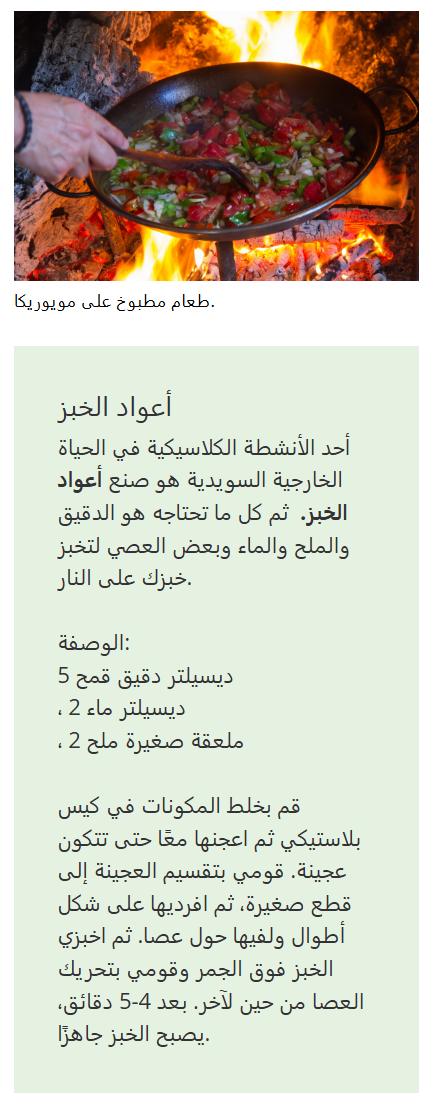 طعام مطبوخ على مويوريكا.
أعواد الخبز
أحد الأنشطة الكلاسيكية في الحياة
الخارجية السويدية هو صنع أعواد
الخبز. ثم كل ما تحتاجه هو الدقيق
والملح والماء وبعض العصي لتخبز
خبزك على النار.
الوصفة:
5 ديسيلتر دقيق قمح
، 2 ديسيلتر ماء
، 2 ملعقة صغيرة ملح
قم بخلط المكونات في كيس
بلاستيكي ثم اعجنها معًا حتى تتكون
عجينة. قومي بتقسيم العجينة إلى
قطع صغيرة، ثم افرديها على شكل
أطوال ولفيها حول عصا. ثم اخبزي
الخبز فوق الجمر وقومي بتحريك
العصا من حين لآخر. بعد 4-5 دقائق،
يصبح الخبز جاهزًا.